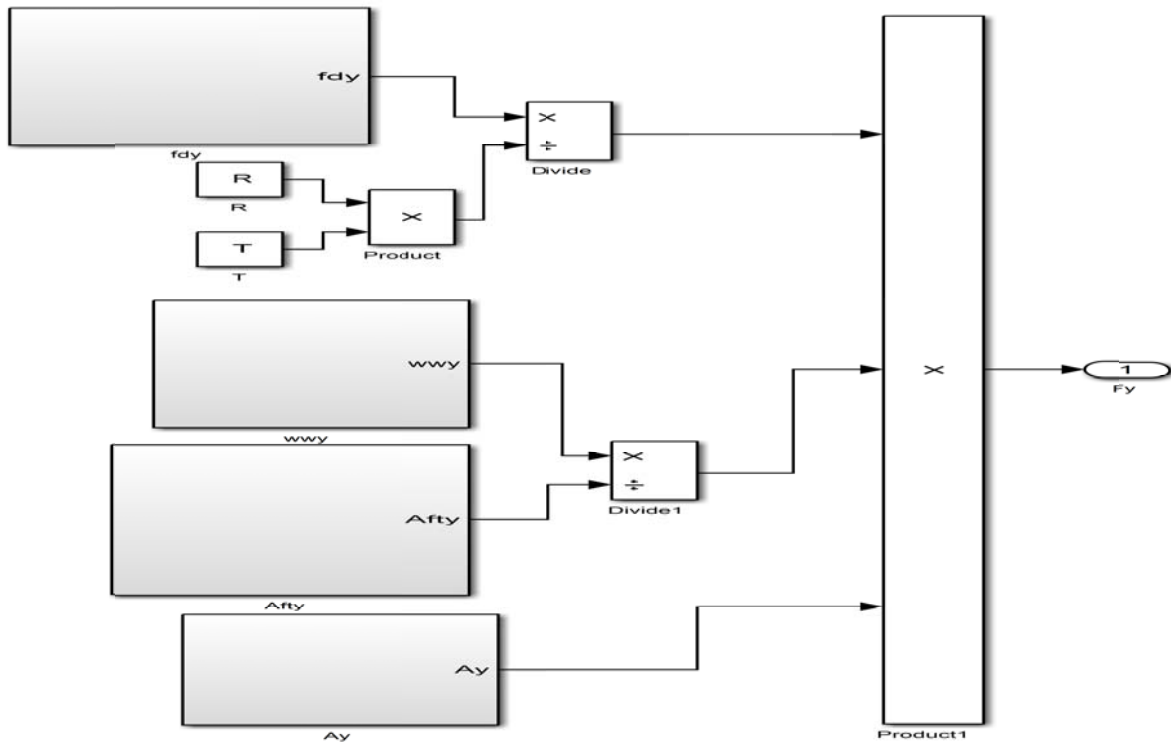 fdy
fdy
×
÷
Divide
R
R
×
Product
T
T
wwy
wwy
×
÷
Divide1
Afty
Afty
Ay
Ay
×
Product1
1
Fy